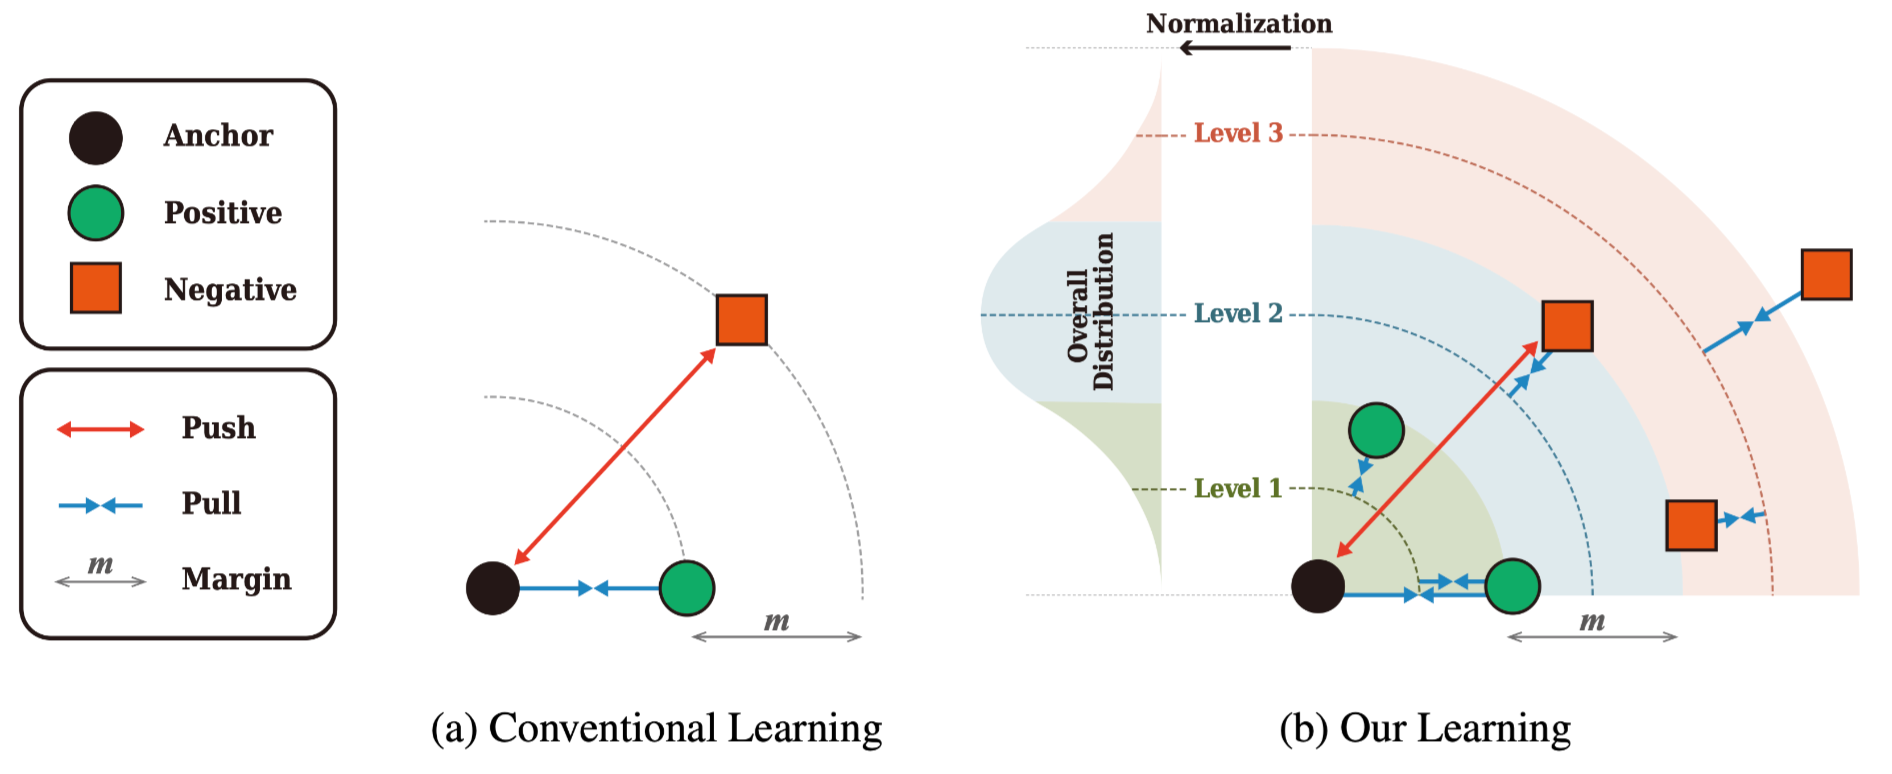 Anchor
Positive
Negative
Push
Pull
m
Margin
m
(a) Conventional Learning
Normalization
Level 3
Level 2
Level 1
Overall
Distribution
m
(b) Our Learning